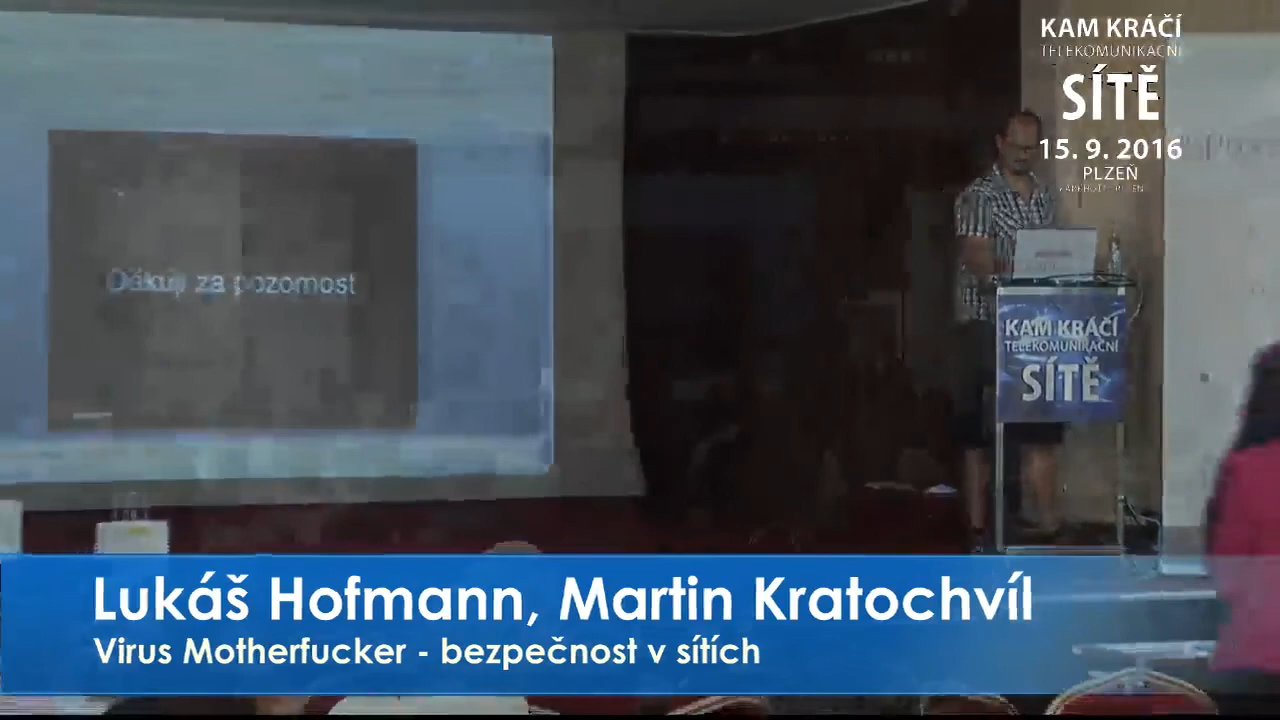 KAM KRÁČÍ
TELEKOMUNIKAČNÍ
SÍTĚ
15. 9. 2016
PLZEŇ
Děkuji za pozornost
KAM KRÁČÍ
TELEKOMUNIKAČNÍ
SÍTĚ
Lukáš Hofmann, Martin Kratochvíl
Virus Motherfucker - bezpečnost v sítích